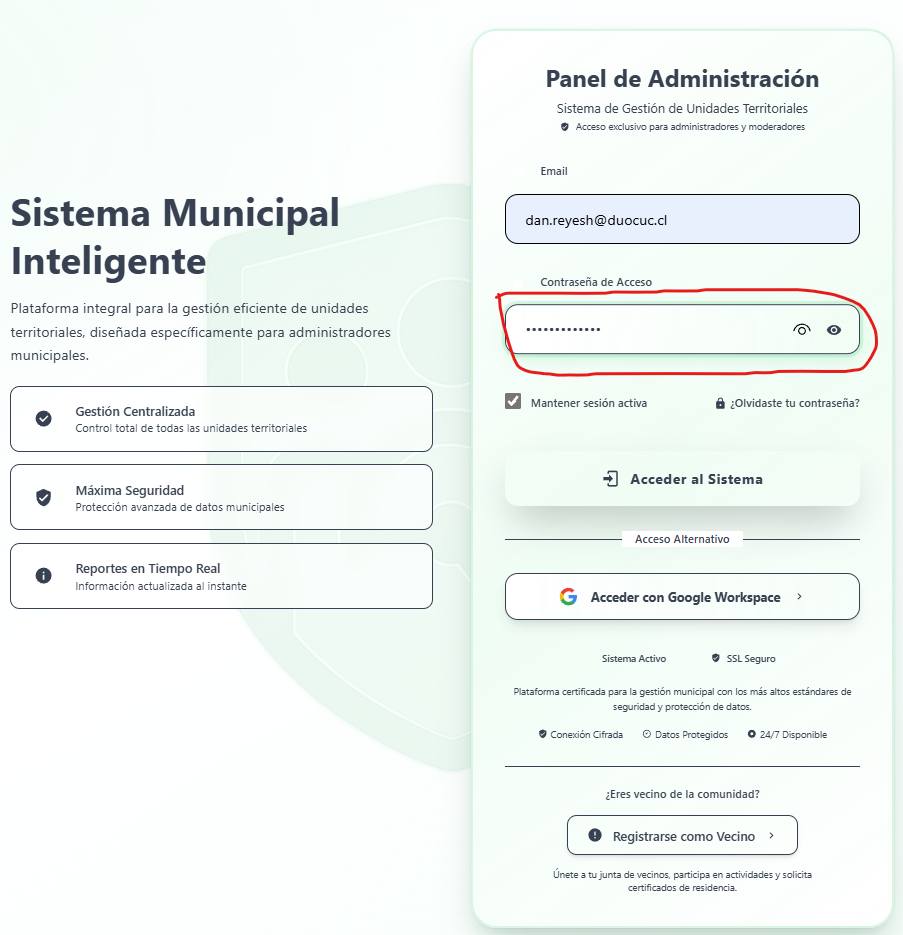 Sistema Municipal
Inteligente
Plataforma integral para la gestión eficiente de unidades
territoriales, diseñada específicamente para administradores
municipales.
Gestión Centralizada
Control total de todas las unidades territoriales
Máxima Seguridad
Protección avanzada de datos municipales
Reportes en Tiempo Real
Información actualizada al instante
Panel de Administración
Sistema de Gestión de Unidades Territoriales
Acceso exclusivo para administradores y moderadores
Email
dan.reyesh@duocuc.cl
Contraseña de Acceso
•••••••••••••
Mantener sesión activa
¿Olvidaste tu contraseña?
Acceder al Sistema
Acceso Alternativo
Acceder con Google Workspace
Sistema Activo
SSL Seguro
Plataforma certificada para la gestión municipal con los más altos estándares de
seguridad y protección de datos.
Conexión Cifrada
Datos Protegidos
24/7 Disponible
¿Eres vecino de la comunidad?
Registrarse como Vecino
Únete a tu junta de vecinos, participa en actividades y solicita
certificados de residencia.